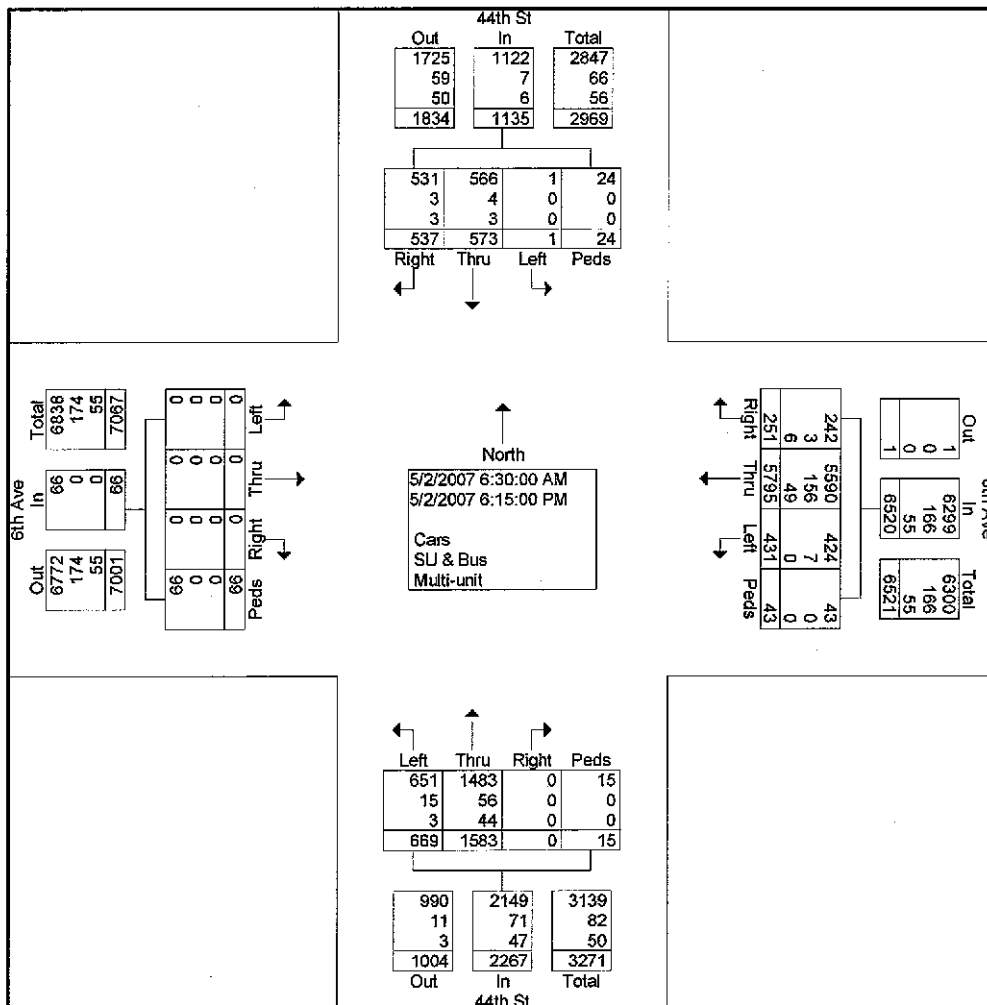 44th St
Out In Total
1725 1122 2847
59 7 66
50 6 56
1834 1135 2969
531 566 1 24
3 4 0 0
3 3 0 0
537 573 1 24
Right Thru Left Peds
6th Ave
Total In Out
6838 66 6772
174 0 174
55 0 55
7067 66 7001
Left Thru Right Peds
0 0 0 66
0 0 0 0
0 0 0 0
0 0 0 66
North
5/2/2007 6:30:00 AM
5/2/2007 6:15:00 PM
Cars
SU & Bus
Multi-unit
Right Thru Left Peds
242 5590 424 43
3 156 7 0
6 49 0 0
251 5795 431 43
Out In Total
1 6299 6300
0 166 166
0 55 55
1 6520 6521
Left Thru Right Peds
651 1483 0 15
15 56 0 0
3 44 0 0
669 1583 0 15
990 2149 3139
11 71 82
3 47 50
1004 2267 3271
Out In Total
44th St